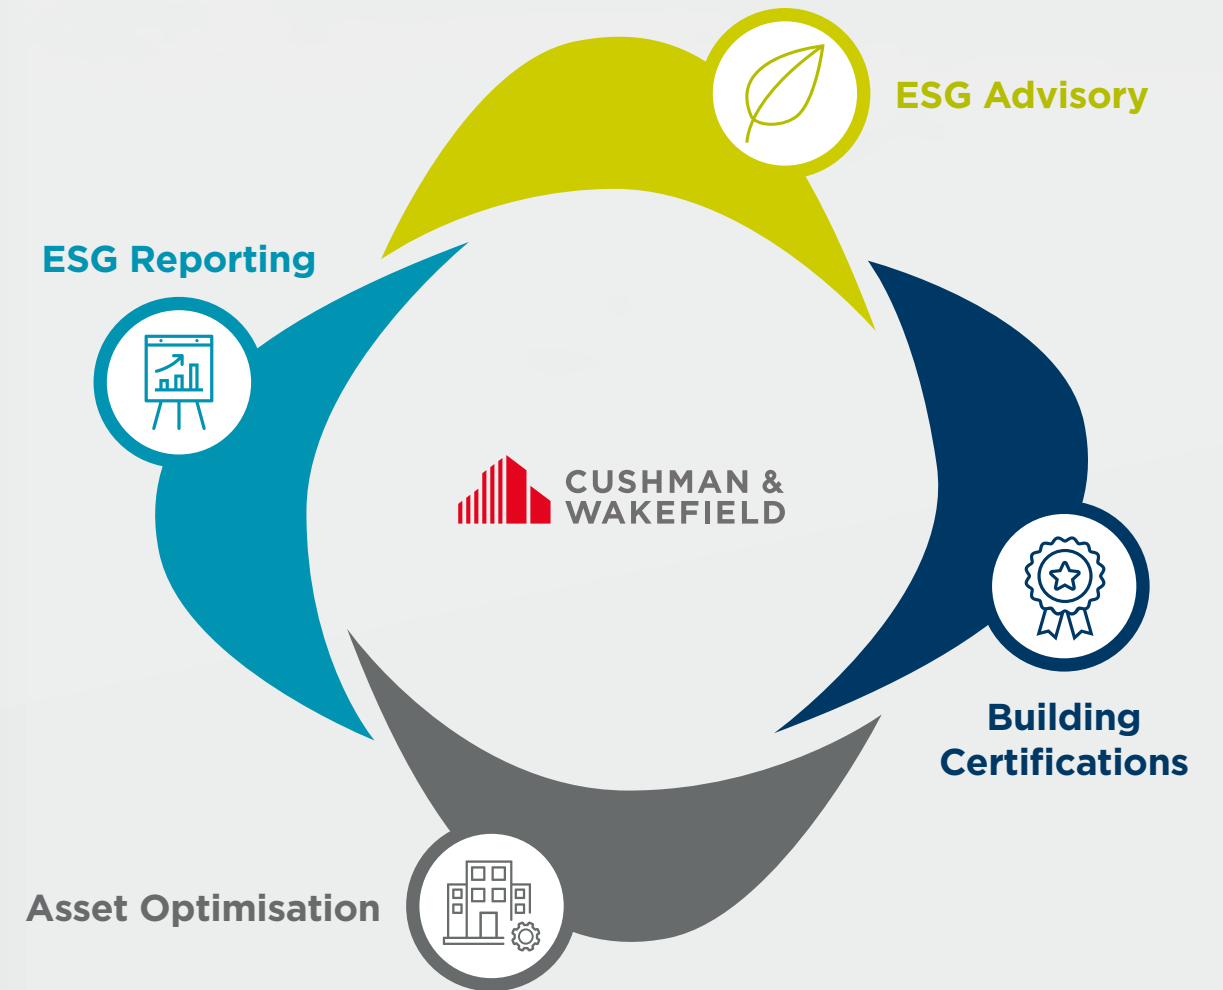 ESG Advisory
ESG Reporting
CUSHMAN &
WAKEFIELD
Building
Certifications
Asset Optimisation